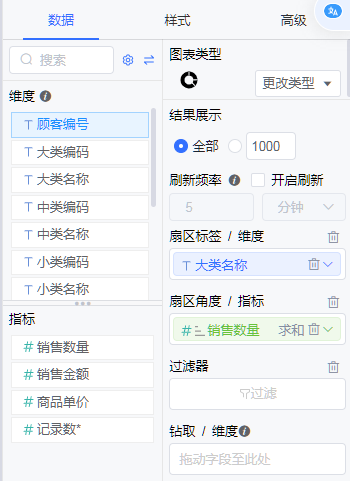 数据 样式 高级
搜索
维度
T 顾客编号
T 大类编码
T 大类名称
T 中类编码
T 中类名称
T 小类编码
T 小类名称
指标
# 销售数量
# 销售金额
# 商品单价
# 记录数*
图表类型
更改类型
结果展示
全部 1000
刷新频率 开启刷新
5 分钟
扇区标签 / 维度
T 大类名称
扇区角度 / 指标
# 销售数量 求和
过滤器
过滤
钻取 / 维度
拖动字段至此处